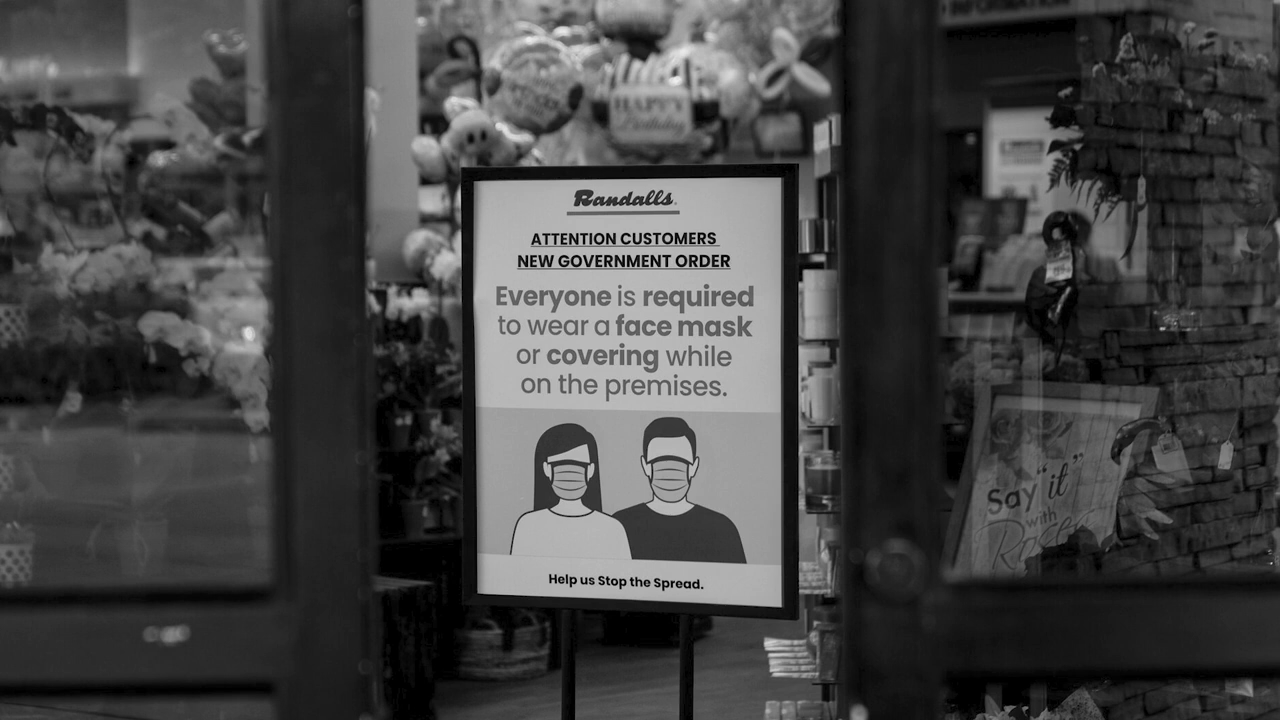 INFORMATION
HAPPY
Birthday
Randalls
ATTENTION CUSTOMERS
NEW GOVERNMENT ORDER
Everyone is required
to wear a face mask
or covering while
on the premises.
Help us Stop the Spread.
Say "it"
with